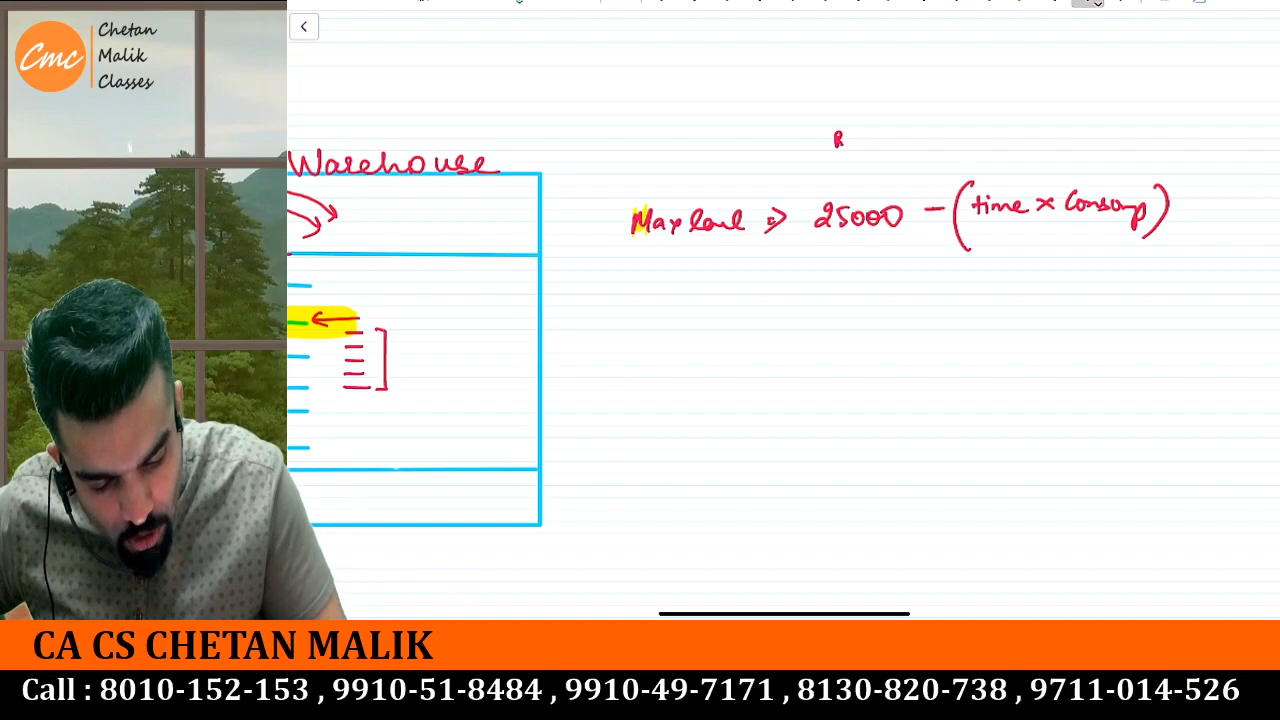 Cmc
Chetan
Malik
Classes
Warehouse
R
Max level => 25000 - (time × Consump)
CA CS CHETAN MALIK
Call : 8010-152-153 , 9910-51-8484 , 9910-49-7171 , 8130-820-738 , 9711-014-526